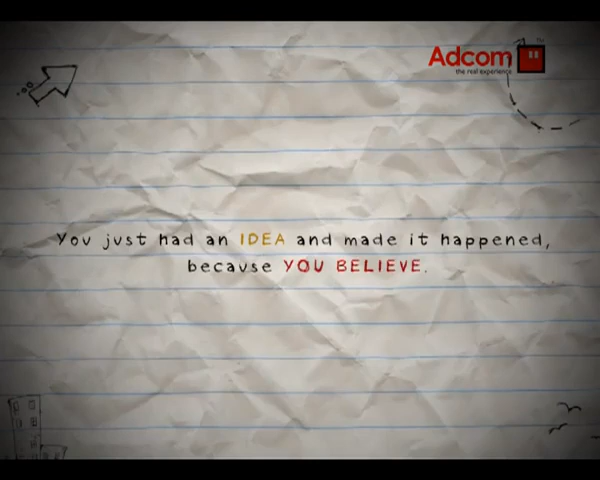 Adcom
the real experience
You just had an IDEA and made it happened,
because YOU BELIEVE.